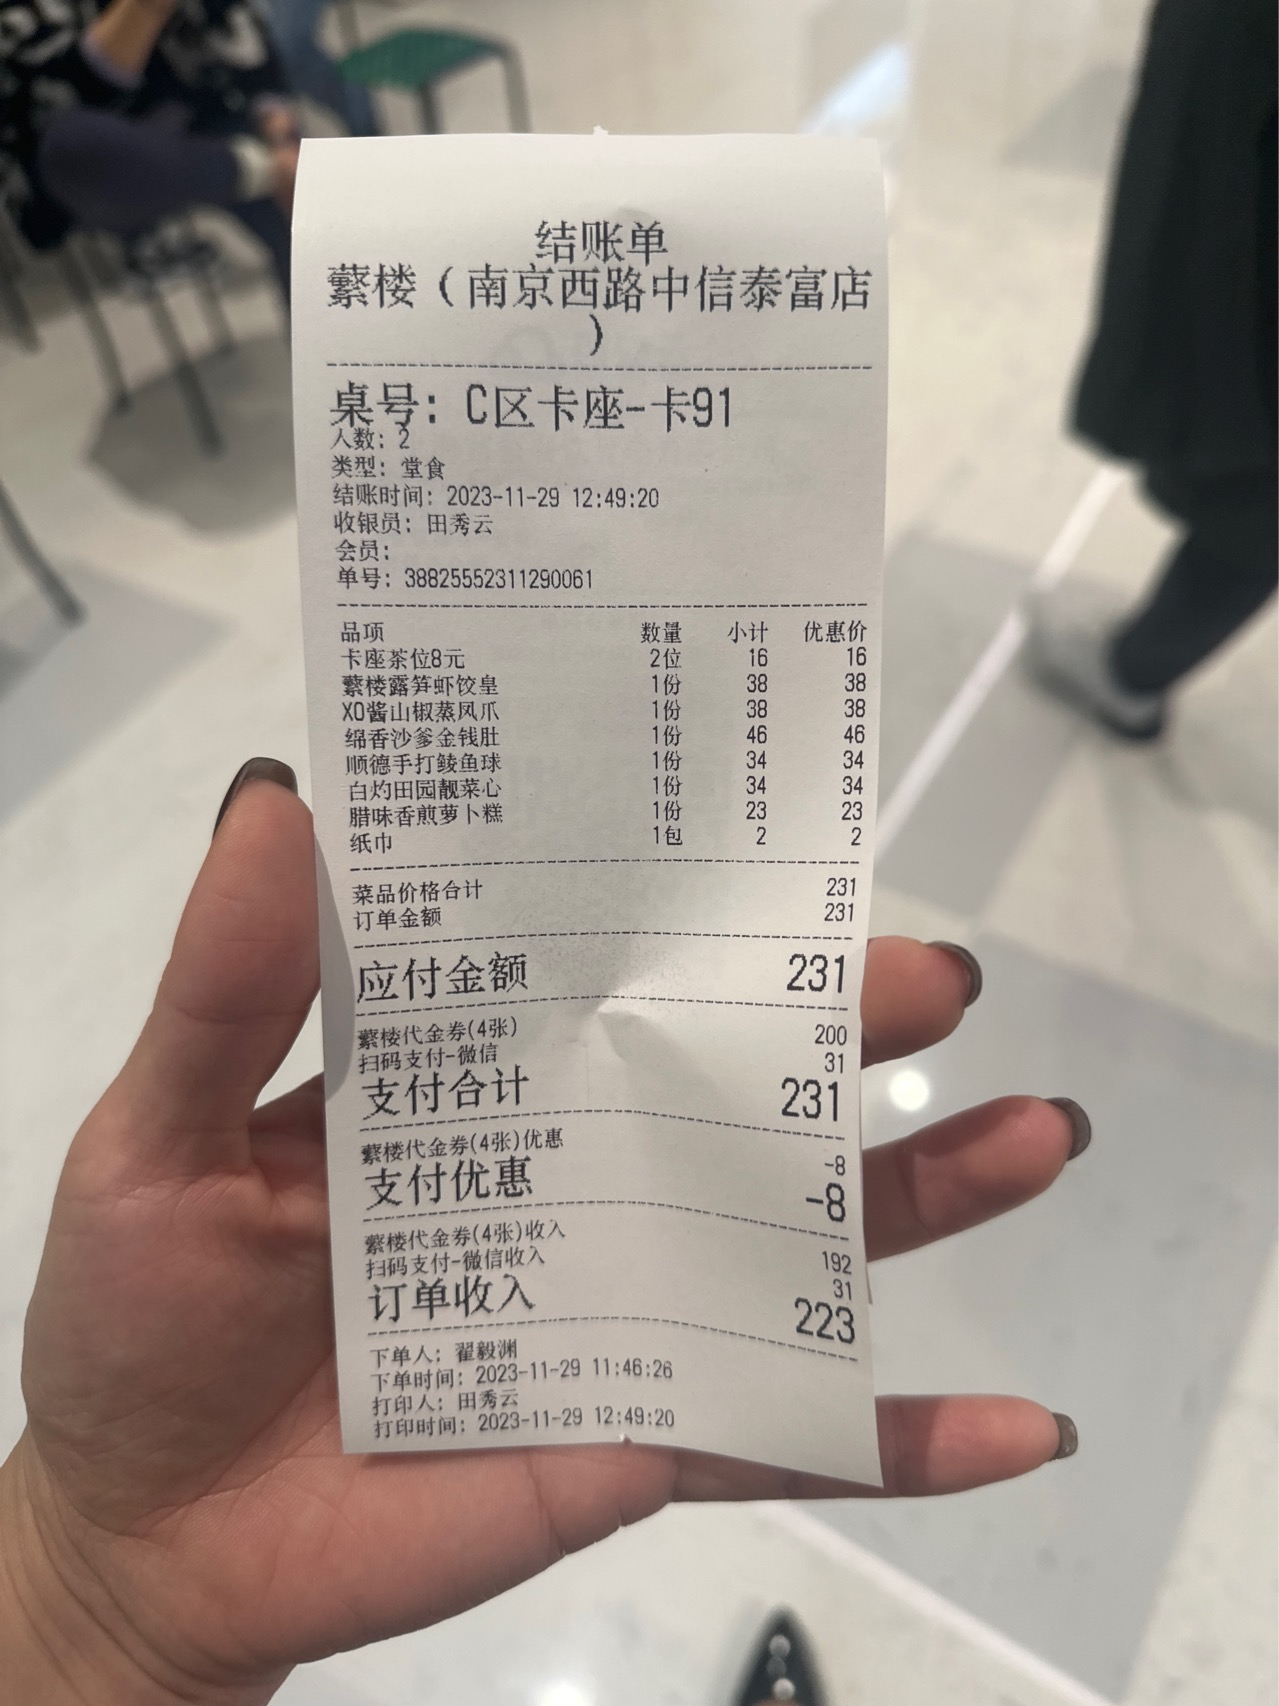 结账单
蘩楼（南京西路中信泰富店
）
桌号：C区卡座-卡91
人数：2
类型：堂食
结账时间：2023-11-29 12:49:20
收银员：田秀云
会员：
单号：38825552311290061
品项 数量 小计 优惠价
卡座茶位8元 2位 16 16
蘩楼露笋虾饺皇 1份 38 38
XO酱山椒蒸凤爪 1份 38 38
绵香沙爹金钱肚 1份 46 46
顺德手打鲮鱼球 1份 34 34
白灼田园靓菜心 1份 34 34
腊味香煎萝卜糕 1份 23 23
纸巾 1包 2 2
菜品价格合计 231
订单金额 231
应付金额 231
蘩楼代金券(4张) 200
扫码支付-微信 31
支付合计 231
蘩楼代金券(4张)优惠 -8
支付优惠 -8
蘩楼代金券(4张)收入 192
扫码支付-微信收入 31
订单收入 223
下单人：翟毅渊
下单时间：2023-11-29 11:46:26
打印人：田秀云
打印时间：2023-11-29 12:49:20